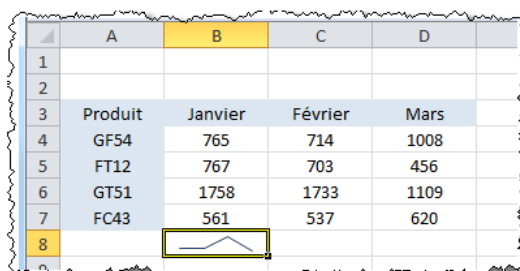 A B C D
1
2
3 Produit Janvier Février Mars
4 GF54 765 714 1008
5 FT12 767 703 456
6 GT51 1758 1733 1109
7 FC43 561 537 620
8